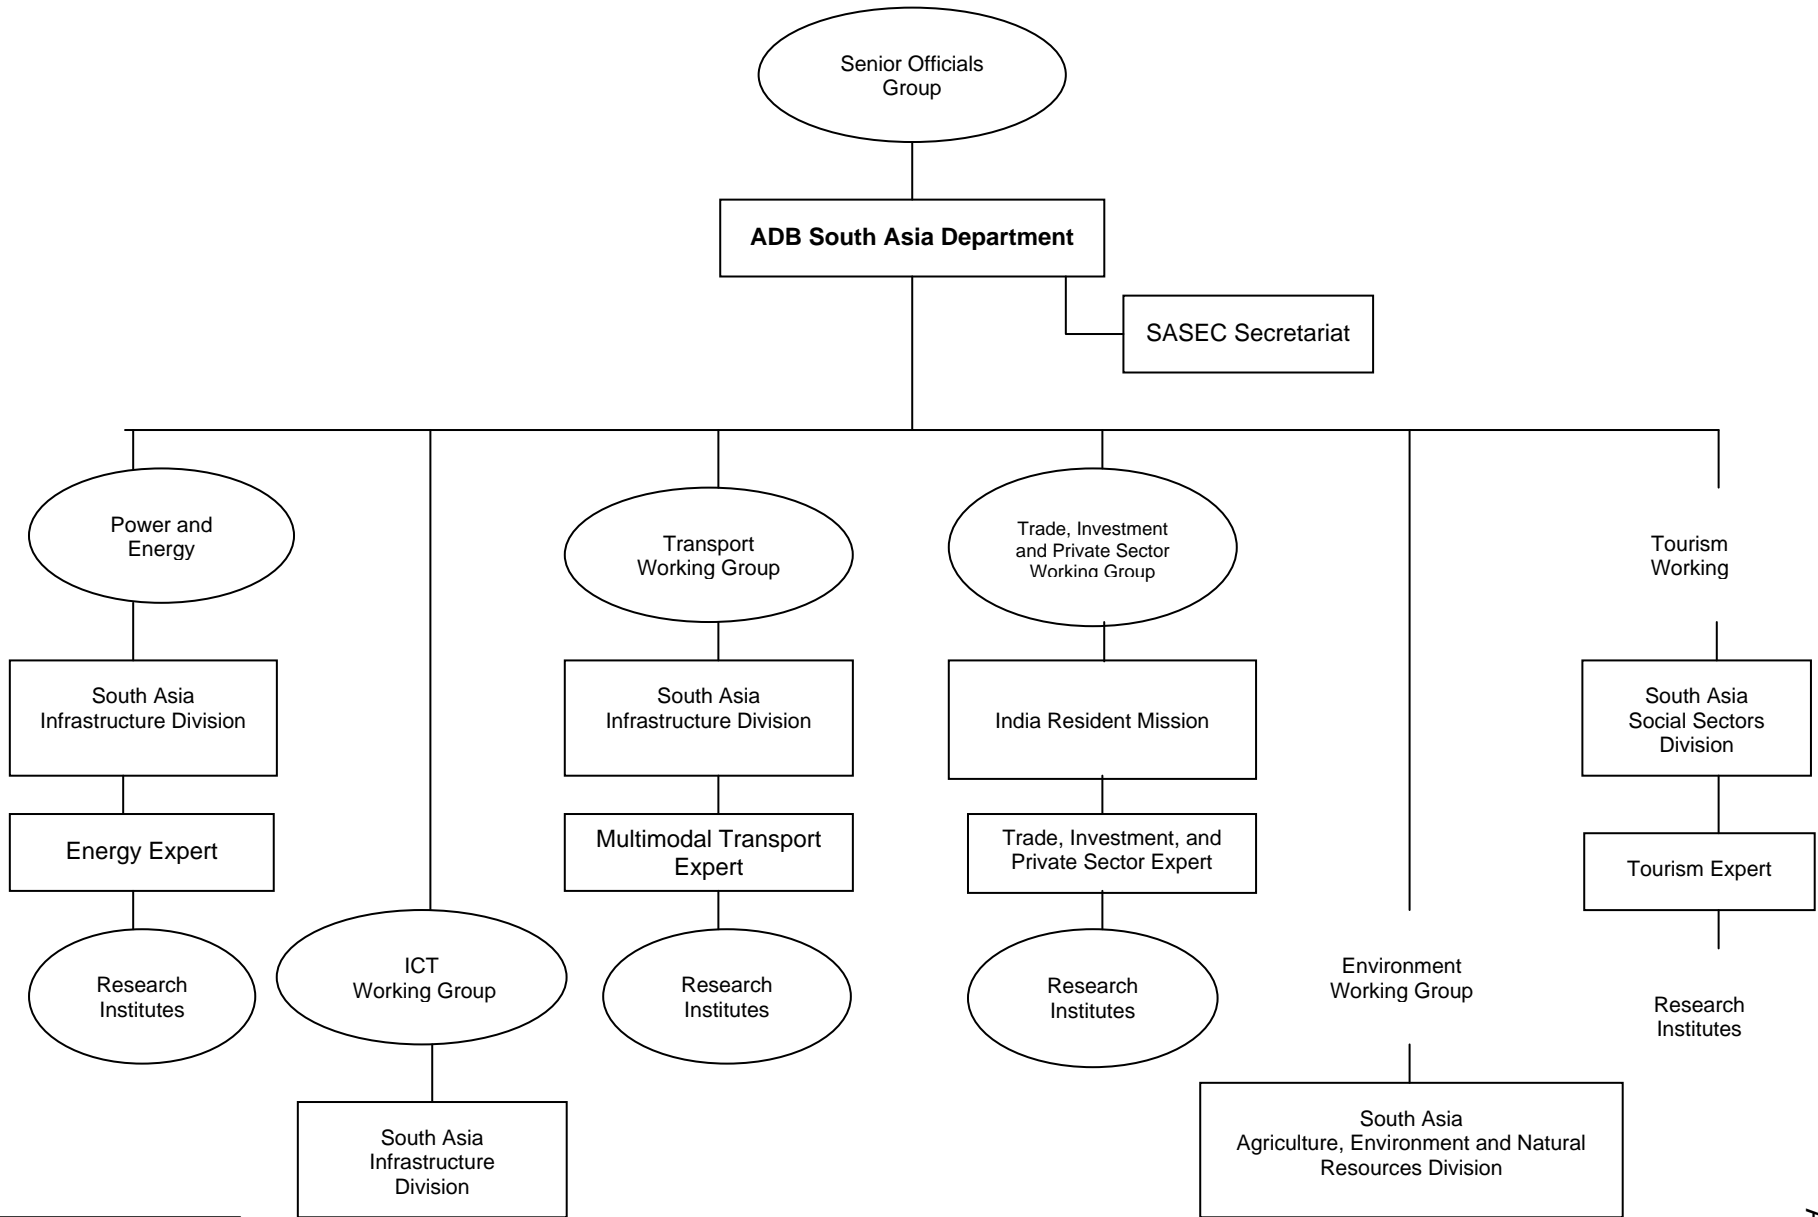 Senior Officials
Group
ADB South Asia Department
SASEC Secretariat
Power and
Energy
Transport
Working Group
Trade, Investment
and Private Sector
Working Group
Tourism
Working
South Asia
Infrastructure Division
South Asia
Infrastructure Division
India Resident Mission
South Asia
Social Sectors
Division
Energy Expert
Multimodal Transport
Expert
Trade, Investment, and
Private Sector Expert
Tourism Expert
Research
Institutes
ICT
Working Group
Research
Institutes
Research
Institutes
Environment
Working Group
Research
Institutes
South Asia
Infrastructure
Division
South Asia
Agriculture, Environment and Natural
Resources Division